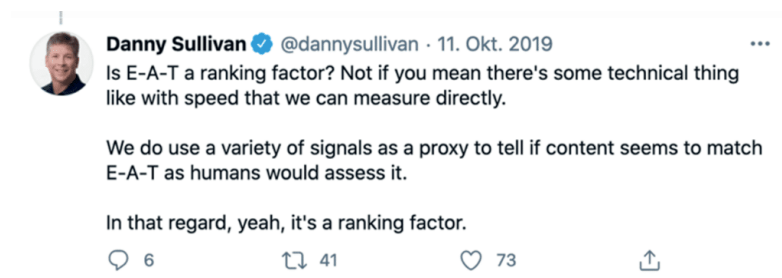 Danny Sullivan @dannysullivan · 11. Okt. 2019
Is E-A-T a ranking factor? Not if you mean there's some technical thing
like with speed that we can measure directly.
We do use a variety of signals as a proxy to tell if content seems to match
E-A-T as humans would assess it.
In that regard, yeah, it's a ranking factor.
6 41 73